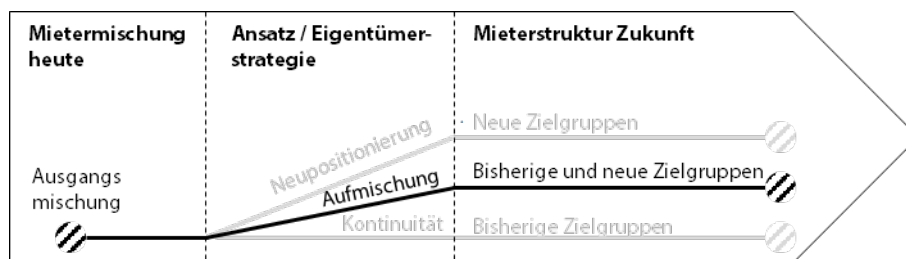 Mietermischung
heute
Ansatz / Eigentümer-
strategie
Mieterstruktur Zukunft
Neupositionierung
Neue Zielgruppen
Ausgangs
mischung
Aufmischung
Bisherige und neue Zielgruppen
Kontinuität
Bisherige Zielgruppen